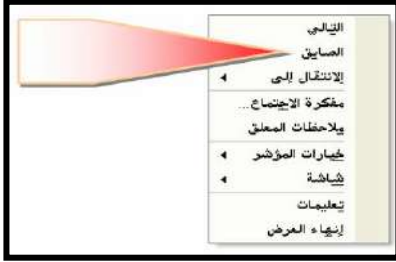 التالي
السابق
الانتقال إلى
مفكرة الاجتماع...
ملاحظات المعلق
خيارات المؤشر
شاشة
تعليمات
إنهاء العرض